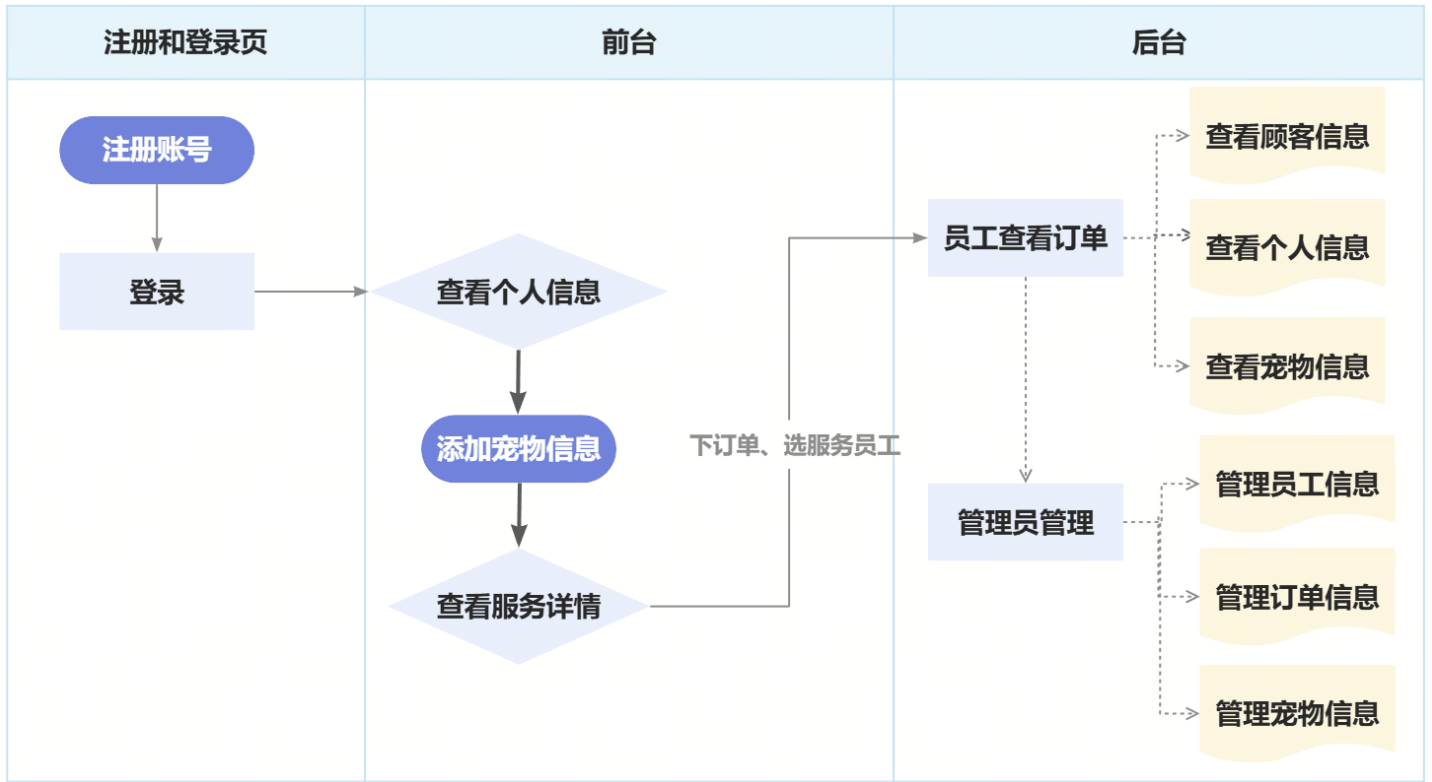 注册和登录页
前台
后台
注册账号
登录
查看个人信息
添加宠物信息
查看服务详情
下订单、选服务员工
员工查看订单
查看顾客信息
查看个人信息
查看宠物信息
管理员管理
管理员工信息
管理订单信息
管理宠物信息